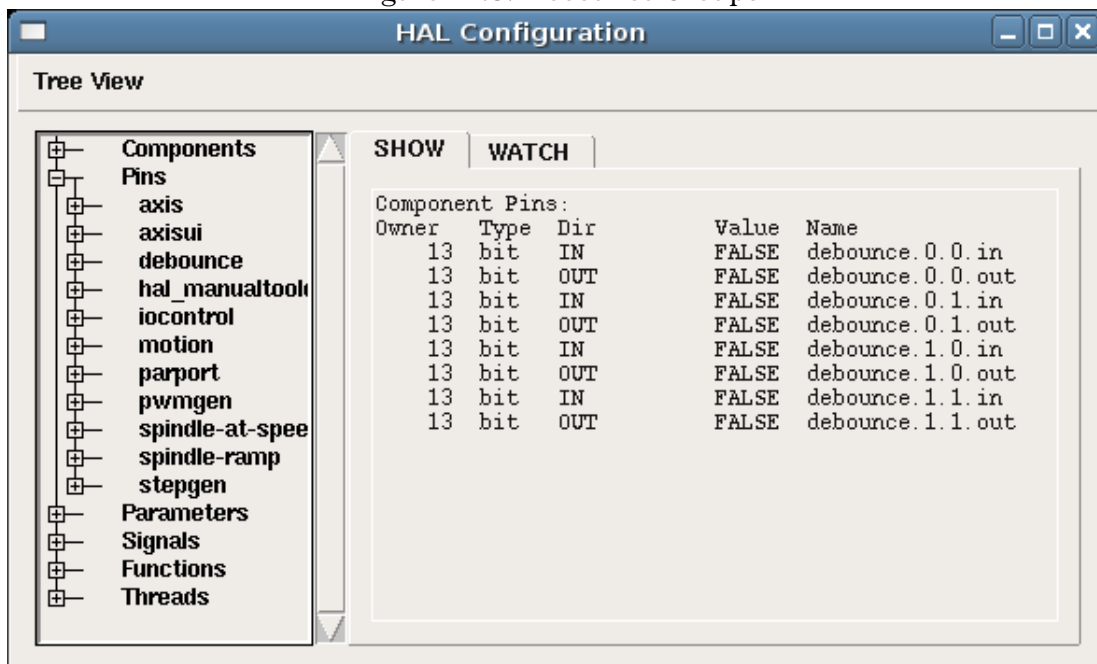 HAL Configuration
Tree View
Components
Pins
axis
axisui
debounce
hal_manualtool
iocontrol
motion
parport
pwmgen
spindle-at-spee
spindle-ramp
stepgen
Parameters
Signals
Functions
Threads
SHOW WATCH
Component Pins:
Owner Type Dir Value Name
13 bit IN FALSE debounce.0.0.in
13 bit OUT FALSE debounce.0.0.out
13 bit IN FALSE debounce.0.1.in
13 bit OUT FALSE debounce.0.1.out
13 bit IN FALSE debounce.1.0.in
13 bit OUT FALSE debounce.1.0.out
13 bit IN FALSE debounce.1.1.in
13 bit OUT FALSE debounce.1.1.out